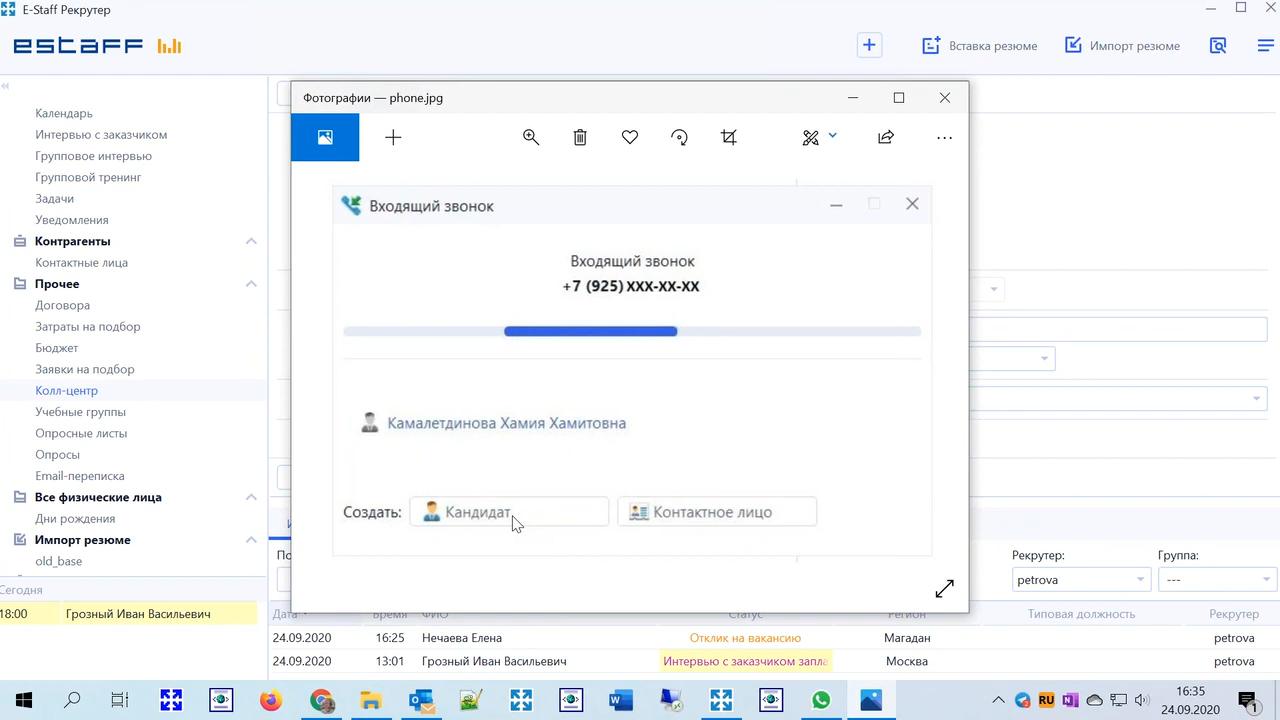 E-Staff Рекрутер
estaff
Вставка резюме
Импорт резюме
Календарь
Интервью с заказчиком
Групповое интервью
Групповой тренинг
Задачи
Уведомления
Контрагенты
Контактные лица
Прочее
Договора
Затраты на подбор
Бюджет
Заявки на подбор
Колл-центр
Учебные группы
Опросные листы
Опросы
Email-переписка
Все физические лица
Дни рождения
Импорт резюме
old_base
Сегодня
18:00 Грозный Иван Васильевич
Фотографии — phone.jpg
Входящий звонок
Входящий звонок
+7 (925) XXX-XX-XX
Камалетдинова Хамия Хамитовна
Создать: Кандидат Контактное лицо
Рекрутер: Группа:
petrova ---
Дата Время ФИО Статус Регион Типовая должность Рекрутер
24.09.2020 16:25 Нечаева Елена Отклик на вакансию Магадан petrova
24.09.2020 13:01 Грозный Иван Васильевич Интервью с заказчиком запла Москва petrova
RU
16:35
24.09.2020
1